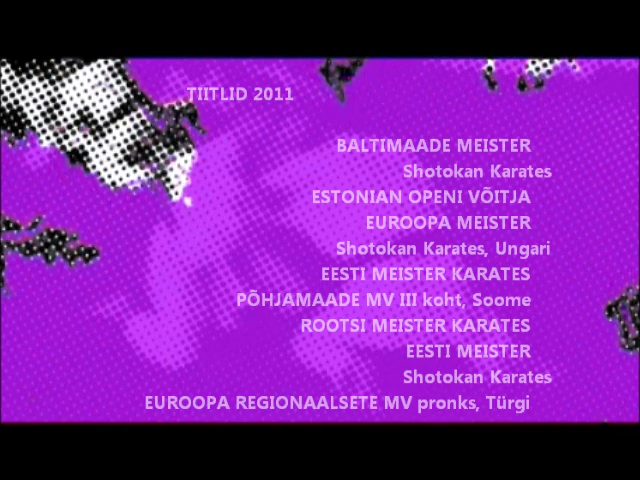 TIITLID 2011
BALTIMAADE MEISTER
Shotokan Karates
ESTONIAN OPENI VÕITJA
EUROOPA MEISTER
Shotokan Karates, Ungari
EESTI MEISTER KARATES
PÕHJAMAADE MV III koht, Soome
ROOTSI MEISTER KARATES
EESTI MEISTER
Shotokan Karates
EUROOPA REGIONAALSETE MV pronks, Türgi